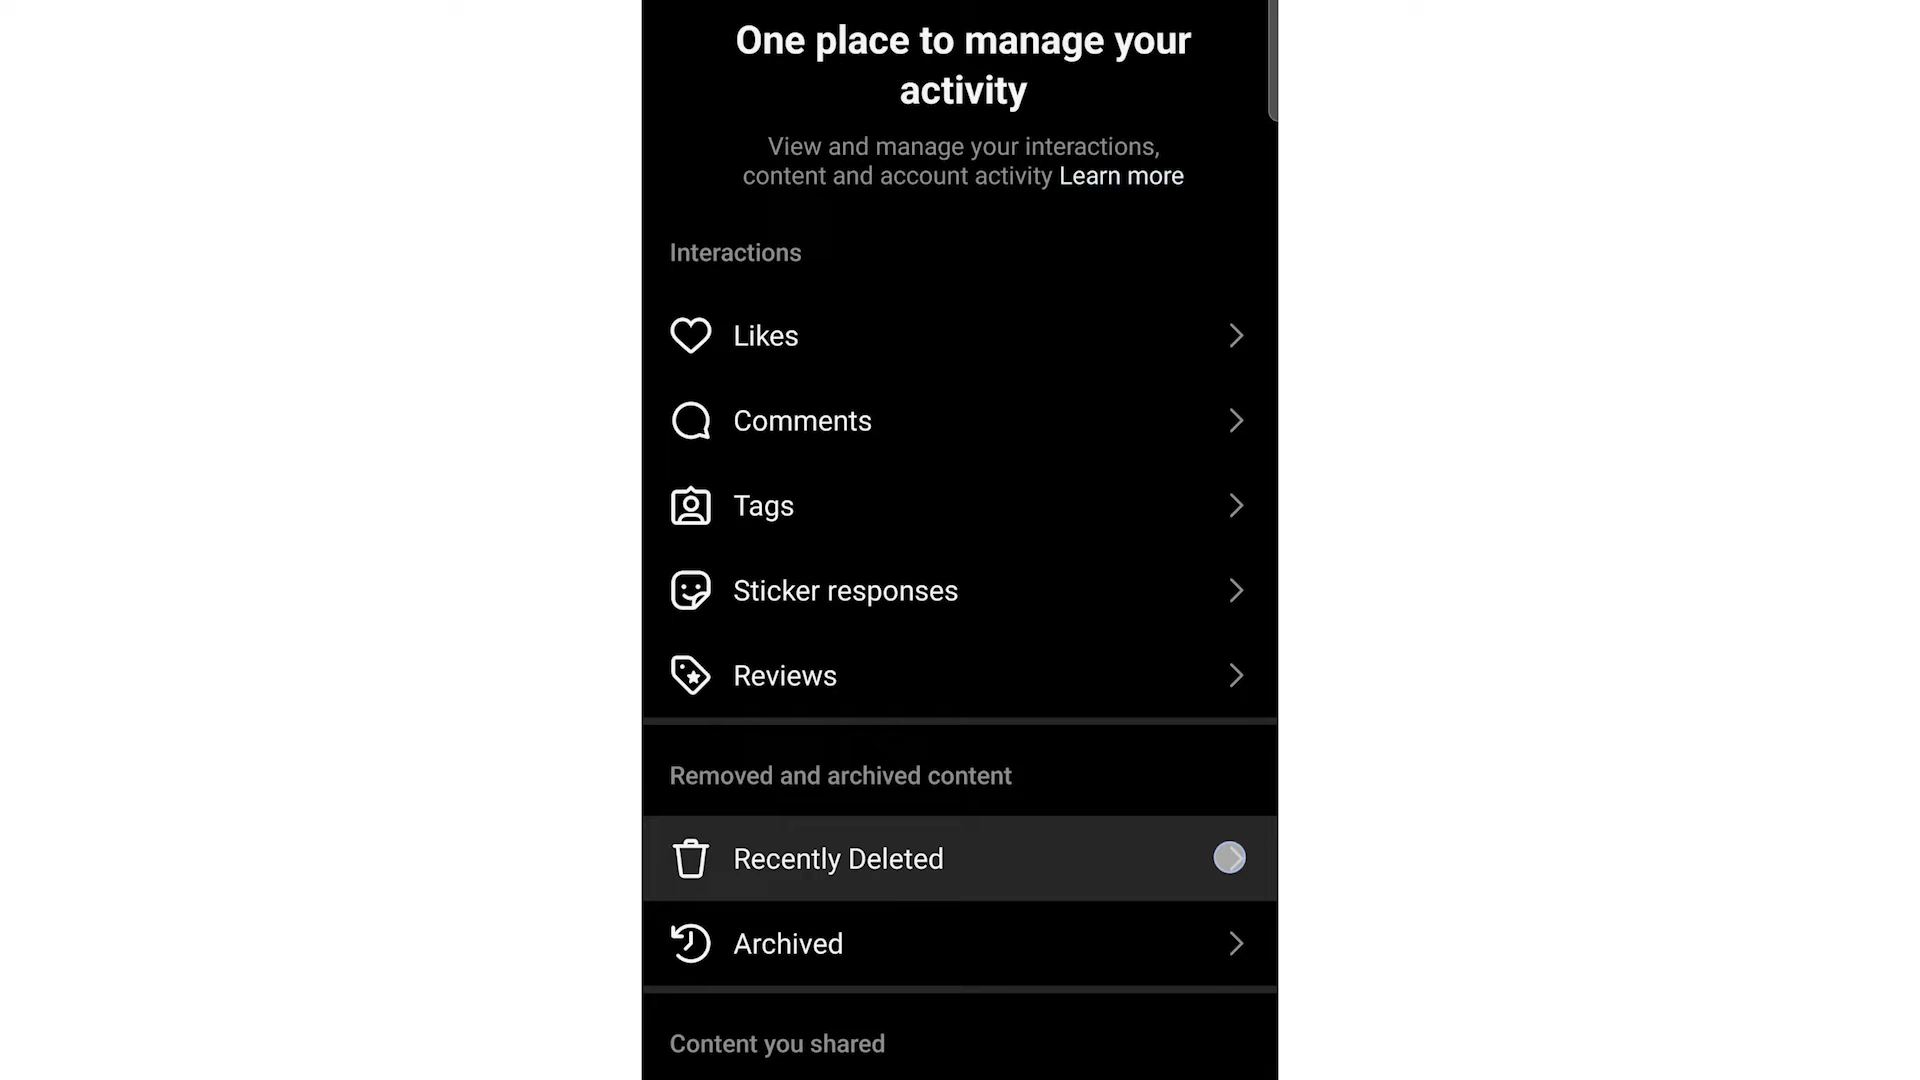 One place to manage your
activity
View and manage your interactions,
content and account activity Learn more
Interactions
Likes
Comments
Tags
Sticker responses
Reviews
Removed and archived content
Recently Deleted
Archived
Content you shared